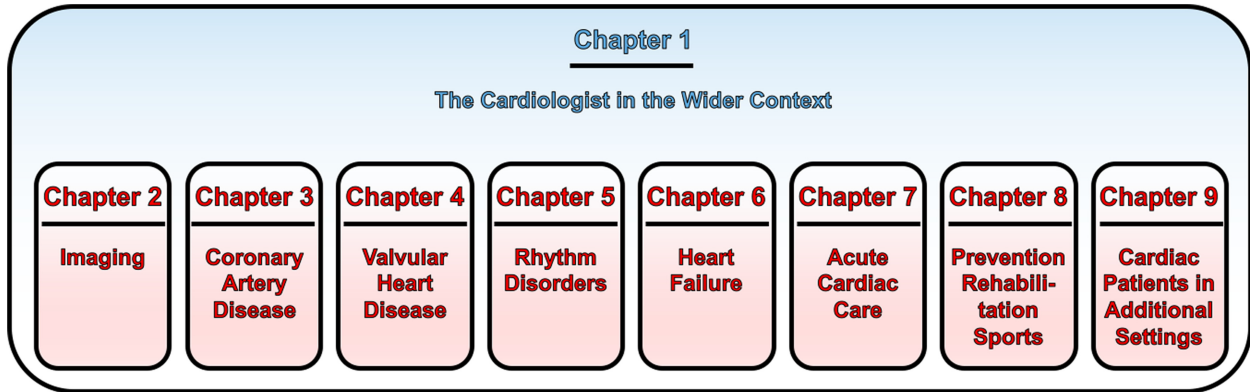 Chapter 1
The Cardiologist in the Wider Context
Chapter 2
Imaging
Chapter 3
Coronary
Artery
Disease
Chapter 4
Valvular
Heart
Disease
Chapter 5
Rhythm
Disorders
Chapter 6
Heart
Failure
Chapter 7
Acute
Cardiac
Care
Chapter 8
Prevention
Rehabili-
tation
Sports
Chapter 9
Cardiac
Patients in
Additional
Settings